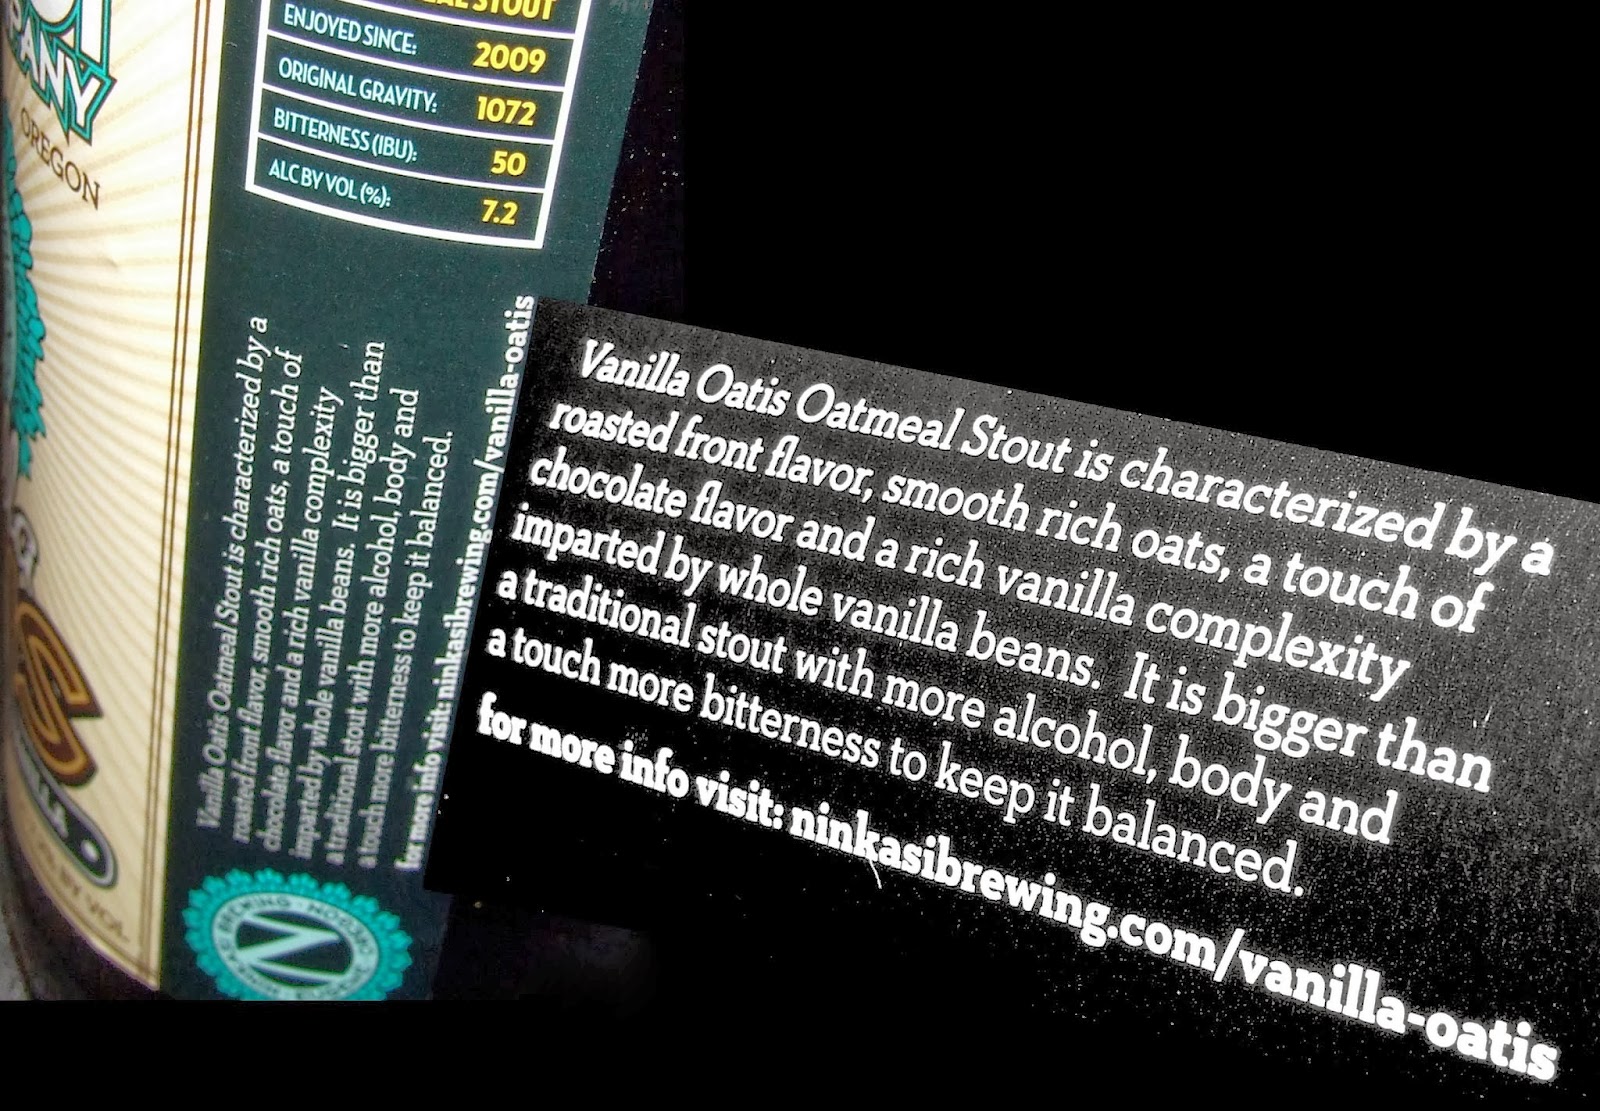 PANY
OREGON
STOUT
ENJOYED SINCE: 2009
ORIGINAL GRAVITY: 1072
BITTERNESS (IBU): 50
ALC BY VOL (%): 7.2
Vanilla Oatis Oatmeal Stout is characterized by a
roasted front flavor, smooth rich oats, a touch of
chocolate flavor and a rich vanilla complexity
imparted by whole vanilla beans. It is bigger than
a traditional stout with more alcohol, body and
a touch more bitterness to keep it balanced.
for more info visit: ninkasibrewing.com/vanilla-oatis
N
BY VOL
Vanilla Oatis Oatmeal Stout is characterized by a
roasted front flavor, smooth rich oats, a touch of
chocolate flavor and a rich vanilla complexity
imparted by whole vanilla beans. It is bigger than
a traditional stout with more alcohol, body and
a touch more bitterness to keep it balanced.
for more info visit: ninkasibrewing.com/vanilla-oatis